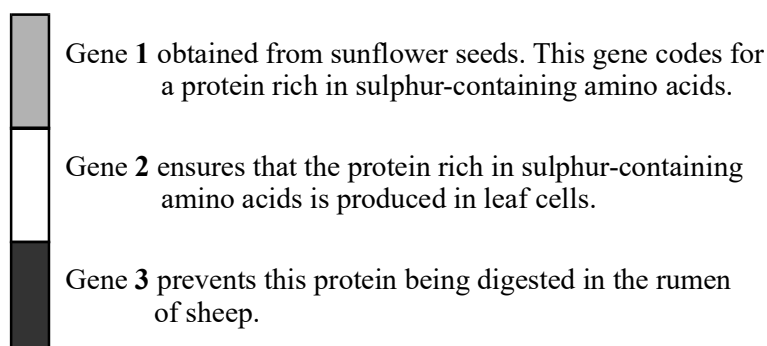 Gene 1 obtained from sunflower seeds. This gene codes for
a protein rich in sulphur-containing amino acids.
Gene 2 ensures that the protein rich in sulphur-containing
amino acids is produced in leaf cells.
Gene 3 prevents this protein being digested in the rumen
of sheep.